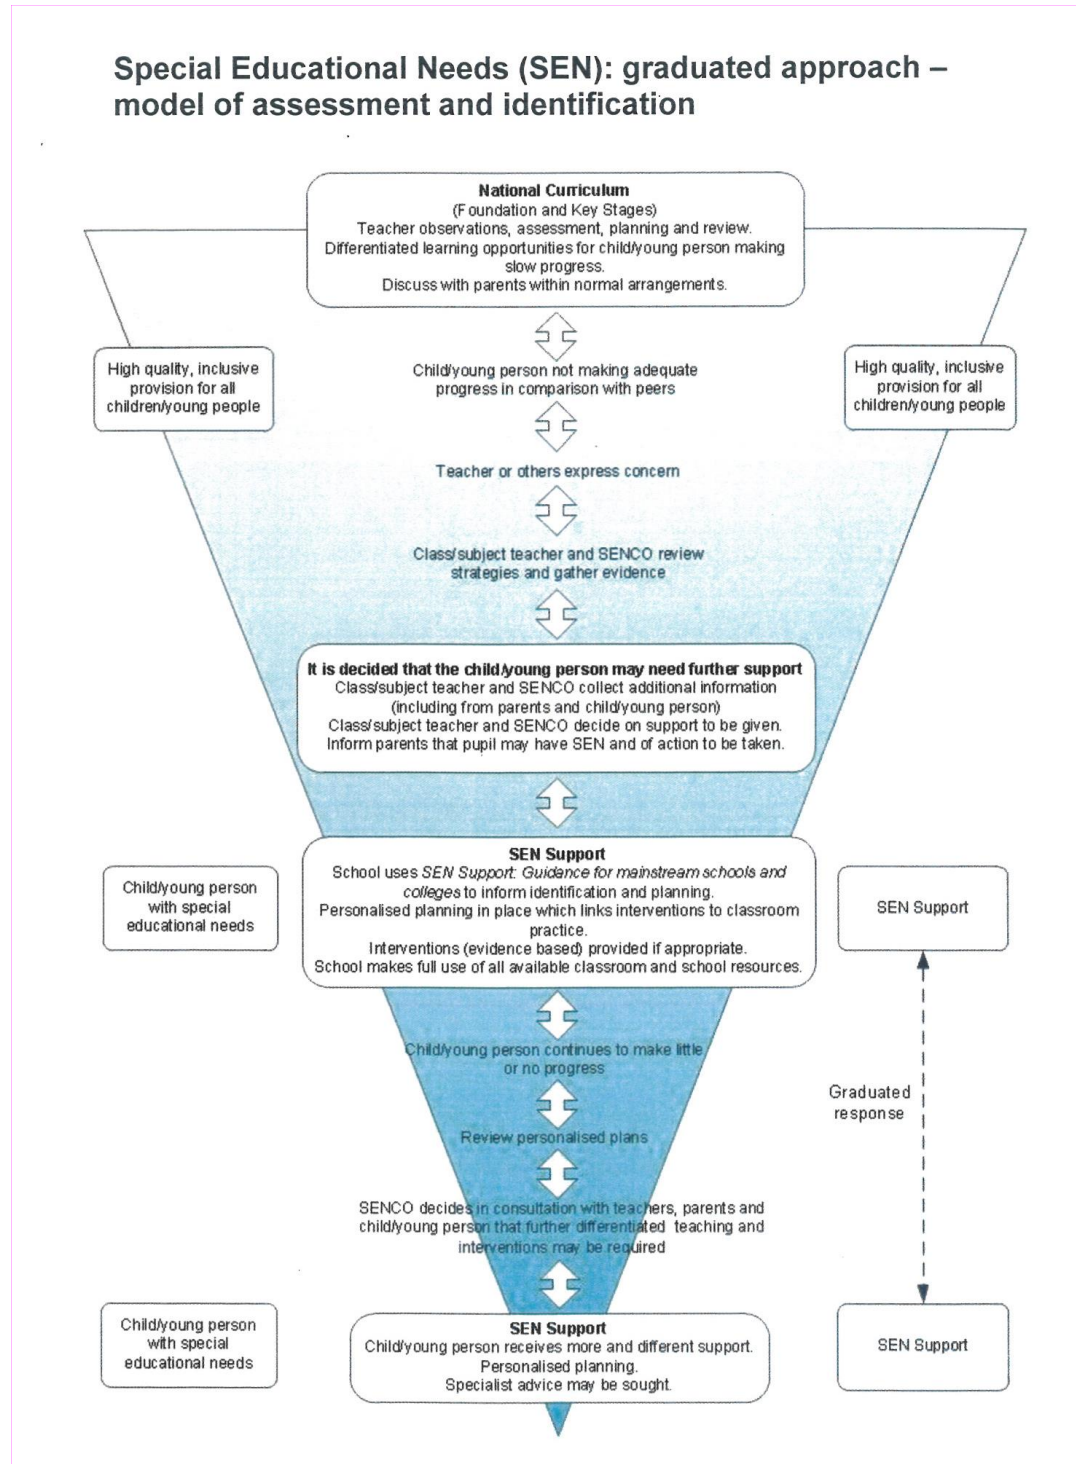 Special Educational Needs (SEN): graduated approach –
model of assessment and identification
National Curriculum
(Foundation and Key Stages)
Teacher observations, assessment, planning and review.
Differentiated learning opportunities for child/young person making
slow progress.
Discuss with parents within normal arrangements.
High quality, inclusive
provision for all
children/young people
Child/young person not making adequate
progress in comparison with peers
High quality, inclusive
provision for all
children/young people
Teacher or others express concern
Class/subject teacher and SENCO review
strategies and gather evidence
It is decided that the child/young person may need further support
Class/subject teacher and SENCO collect additional information
(including from parents and child/young person)
Class/subject teacher and SENCO decide on support to be given.
Inform parents that pupil may have SEN and of action to be taken.
Child/young person
with special
educational needs
SEN Support
School uses SEN Support: Guidance for mainstream schools and
colleges to inform identification and planning.
Personalised planning in place which links interventions to classroom
practice.
Interventions (evidence based) provided if appropriate.
School makes full use of all available classroom and school resources.
SEN Support
Child/young person continues to make little
or no progress
Graduated
response
Review personalised plans
SENCO decides in consultation with teachers, parents and
child/young person that further differentiated teaching and
interventions may be required
Child/young person
with special
educational needs
SEN Support
Child/young person receives more and different support.
Personalised planning.
Specialist advice may be sought.
SEN Support